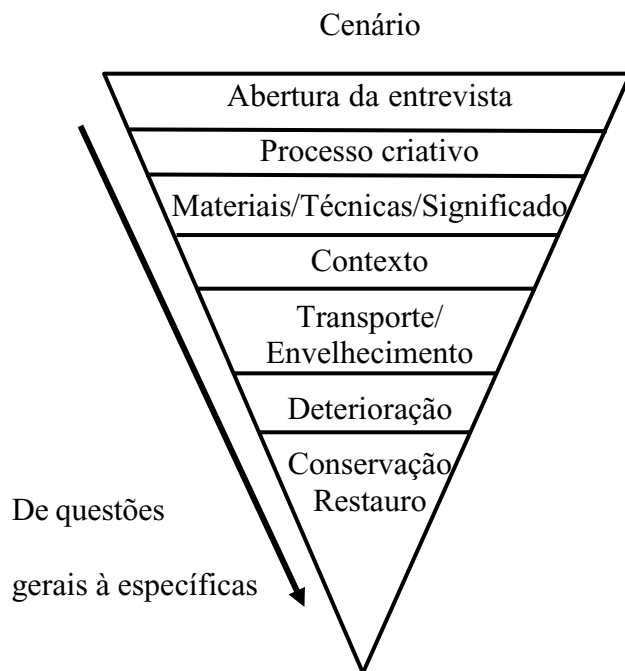 Cenário
Abertura da entrevista
Processo criativo
Materiais/Técnicas/Significado
Contexto
Transporte/
Envelhecimento
Deterioração
Conservação
Restauro
De questões
gerais à específicas